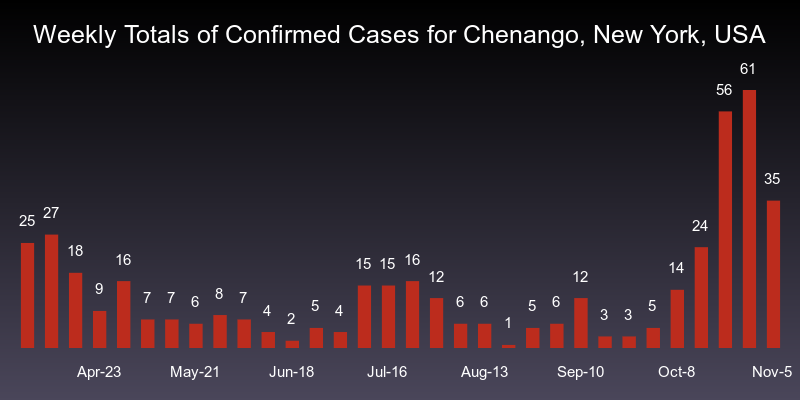 Weekly Totals of Confirmed Cases for Chenango, New York, USA
25 27 18 9 16 7 7 6 8 7 4 2 5 4 15 15 16 12 6 6 1 5 6 12 3 3 5 14 24 56 61 35
Apr-23 May-21 Jun-18 Jul-16 Aug-13 Sep-10 Oct-8 Nov-5